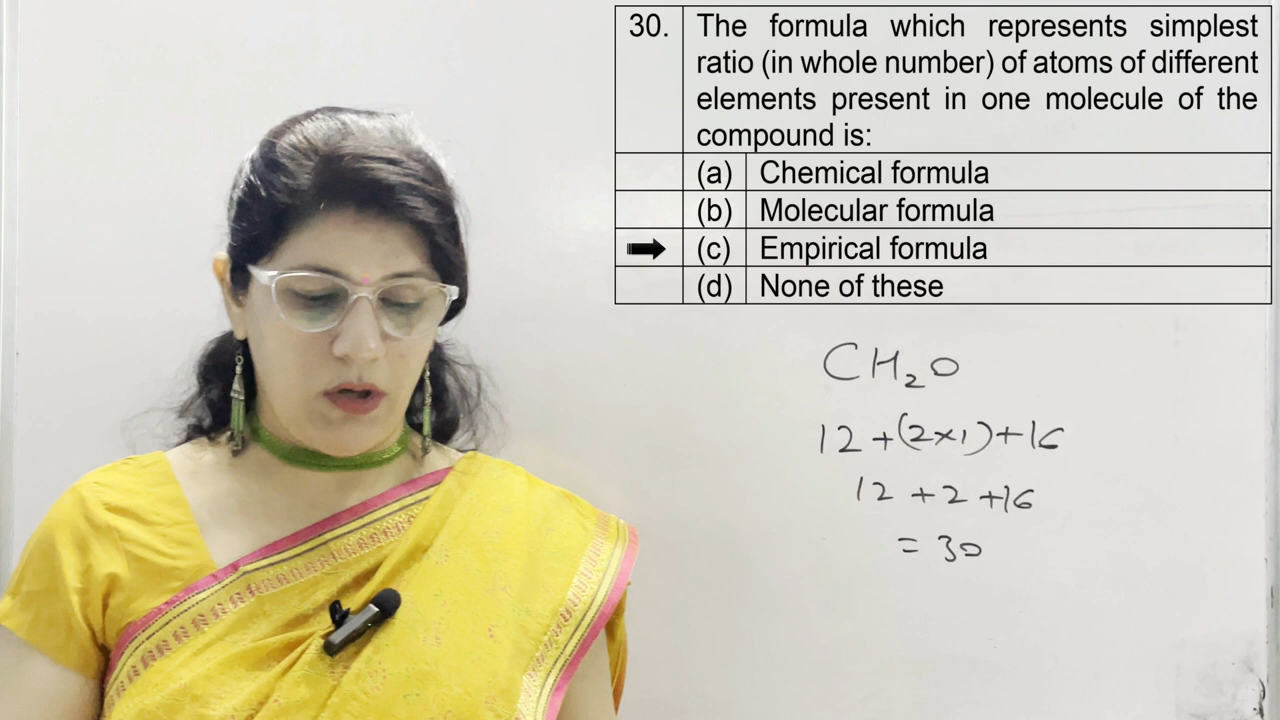 30. The formula which represents simplest
ratio (in whole number) of atoms of different
elements present in one molecule of the
compound is:
(a) Chemical formula
(b) Molecular formula
(c) Empirical formula
(d) None of these
CH₂O
12 + (2×1) + 16
12 + 2 + 16
= 30